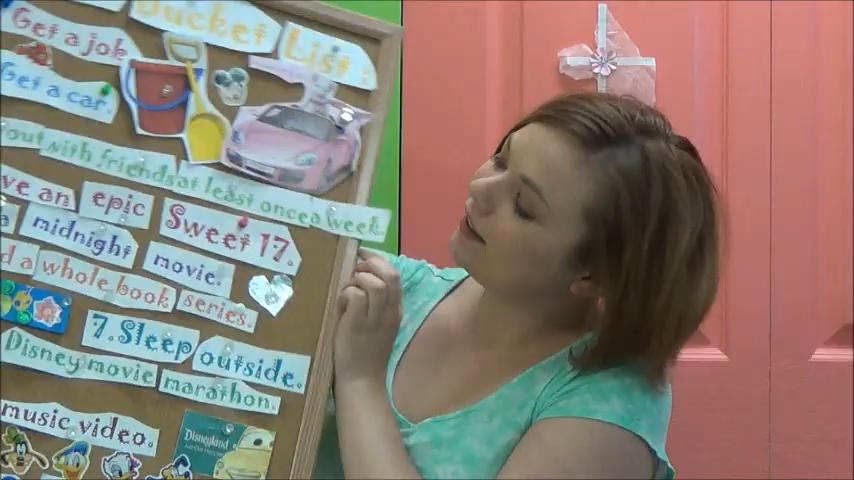 Bucket List:
Get a job.
Get a car.
out with friends at least once a week.
ve an epic Sweet 17.
a midnight movie.
d a whole book series.
7. Sleep outside.
Disney movie marathon.
music video.
Disneyland